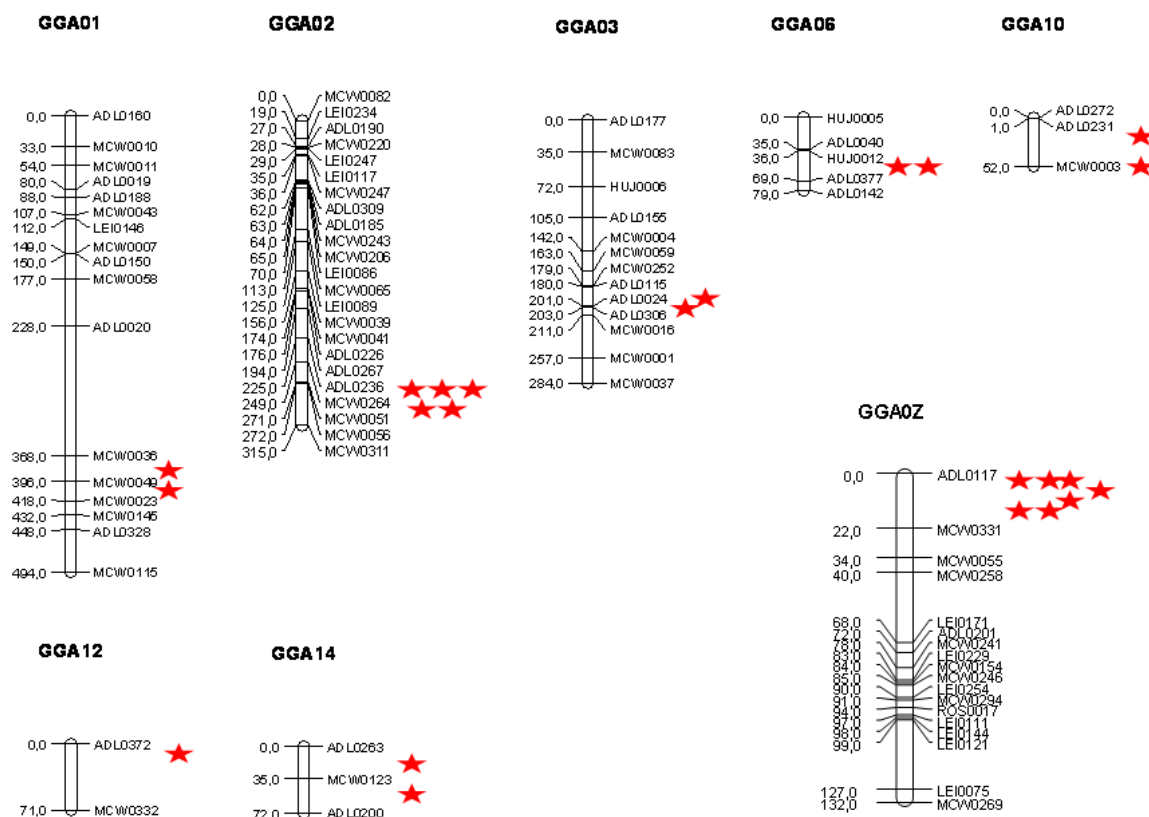 GGA01
0,0 ADL0160
33,0 MCW0010
54,0 MCW0011
80,0 ADL0019
88,0 ADL0188
107,0 MCW0043
112,0 LEI0146
149,0 MCW0007
150,0 ADL0150
177,0 MCW0058
228,0 ADL0020
368,0 MCW0036
396,0 MCW0049
418,0 MCW0023
432,0 MCW0145
448,0 ADL0328
494,0 MCW0115
GGA02
0,0 MCW0082
19,0 LEI0234
27,0 ADL0190
28,0 MCW0220
29,0 LEI0247
35,0 LEI0117
36,0 MCW0247
62,0 ADL0309
63,0 ADL0185
64,0 MCW0243
65,0 MCW0206
70,0 LEI0086
113,0 MCW0065
125,0 LEI0089
156,0 MCW0039
174,0 MCW0041
176,0 ADL0226
194,0 ADL0267
225,0 ADL0236
249,0 MCW0264
271,0 MCW0051
272,0 MCW0056
315,0 MCW0311
GGA03
0,0 ADL0177
35,0 MCW0083
72,0 HUJ0006
105,0 ADL0155
142,0 MCW0004
163,0 MCW0059
179,0 MCW0252
180,0 ADL0115
201,0 ADL0024
203,0 ADL0306
211,0 MCW0016
257,0 MCW0001
284,0 MCW0037
GGA06
0,0 HUJ0005
35,0 ADL0040
36,0 HUJ0012
69,0 ADL0377
79,0 ADL0142
GGA10
0,0 ADL0272
1,0 ADL0231
52,0 MCW0003
GGA0Z
0,0 ADL0117
22,0 MCW0331
34,0 MCW0055
40,0 MCW0258
68,0 LEI0171
72,0 ADL0201
78,0 MCW0241
83,0 LEI0229
84,0 MCW0154
85,0 MCW0246
90,0 LEI0254
91,0 MCW0294
94,0 ROS0017
97,0 LEI0111
98,0 LEI0144
99,0 LEI0121
127,0 LEI0075
132,0 MCW0269
GGA12
0,0 ADL0372
71,0 MCW0332
GGA14
0,0 ADL0263
35,0 MCW0123
72,0 ADL0200